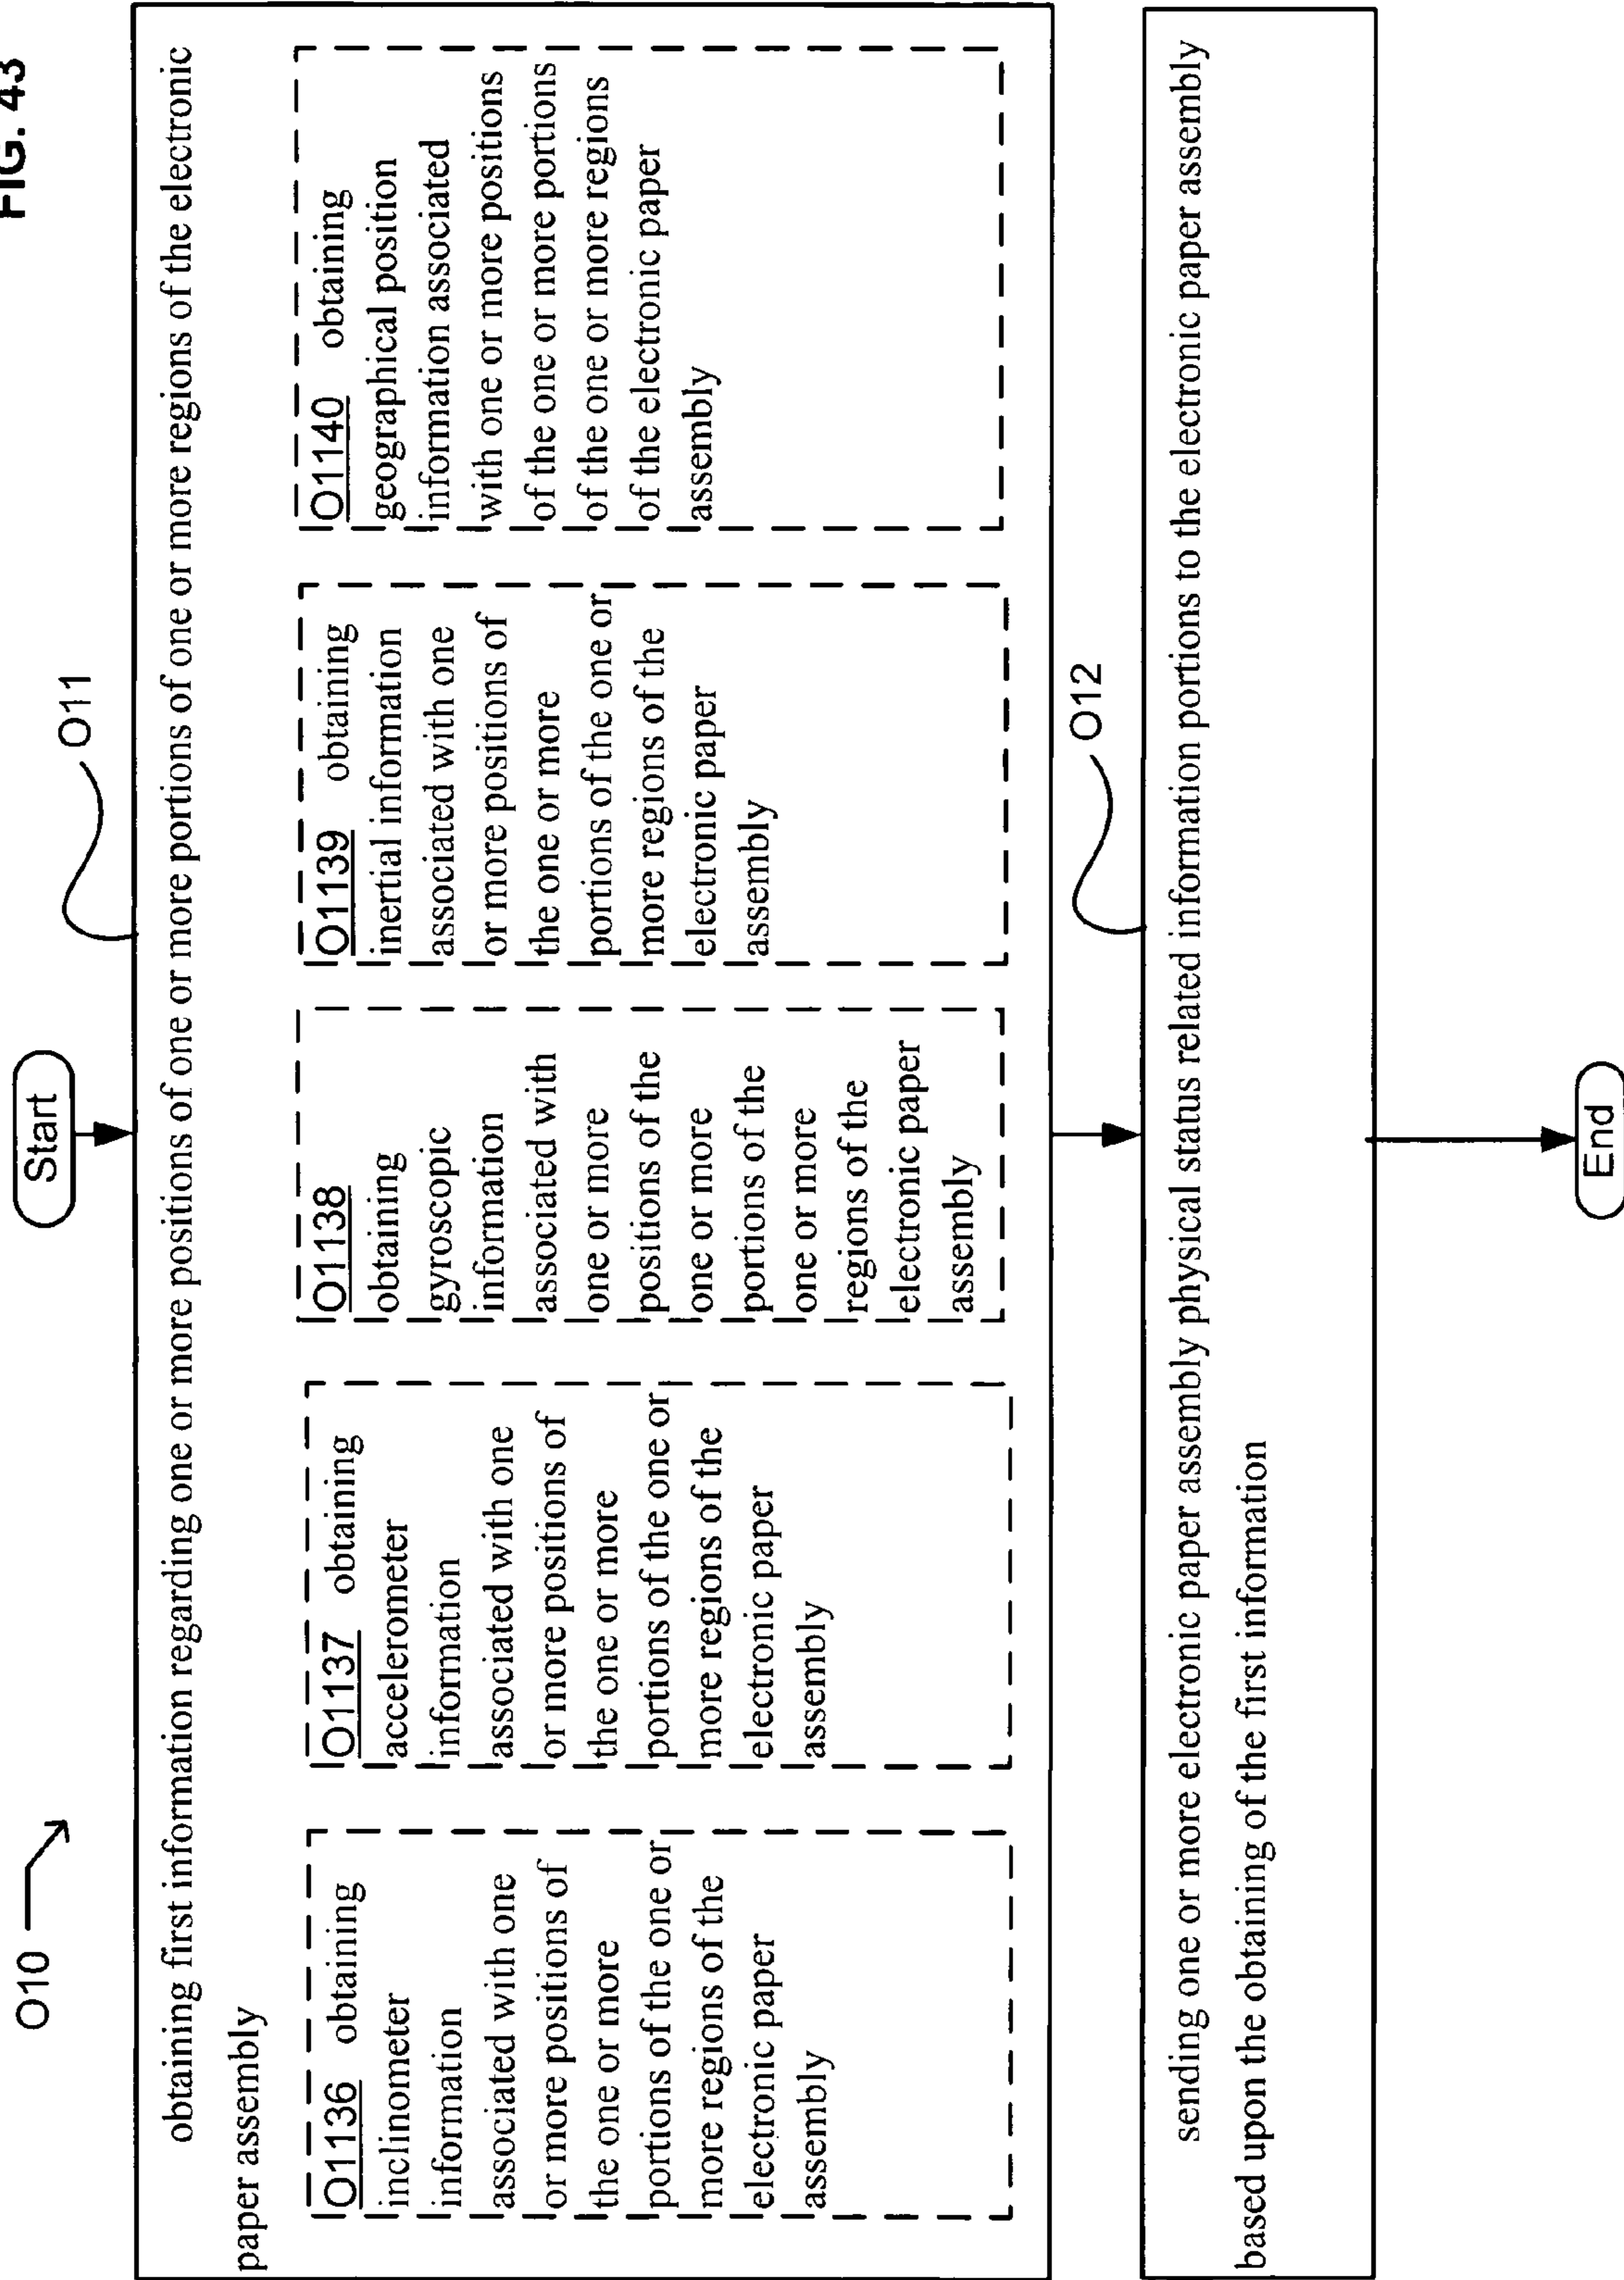 FIG. 43
O10
Start
O11
obtaining first information regarding one or more positions of one or more portions of one or more regions of the electronic
paper assembly
O1136 obtaining
inclinometer
information
associated with one
or more positions of
the one or more
portions of the one or
more regions of the
electronic paper
assembly
O1137 obtaining
accelerometer
information
associated with one
or more positions of
the one or more
portions of the one or
more regions of the
electronic paper
assembly
O1138
obtaining
gyroscopic
information
associated with
one or more
positions of the
one or more
portions of the
one or more
regions of the
electronic paper
assembly
O1139 obtaining
inertial information
associated with one
or more positions of
the one or more
portions of the one or
more regions of the
electronic paper
assembly
O1140 obtaining
geographical position
information associated
with one or more positions
of the one or more portions
of the one or more regions
of the electronic paper
assembly
O12
sending one or more electronic paper assembly physical status related information portions to the electronic paper assembly
based upon the obtaining of the first information
End